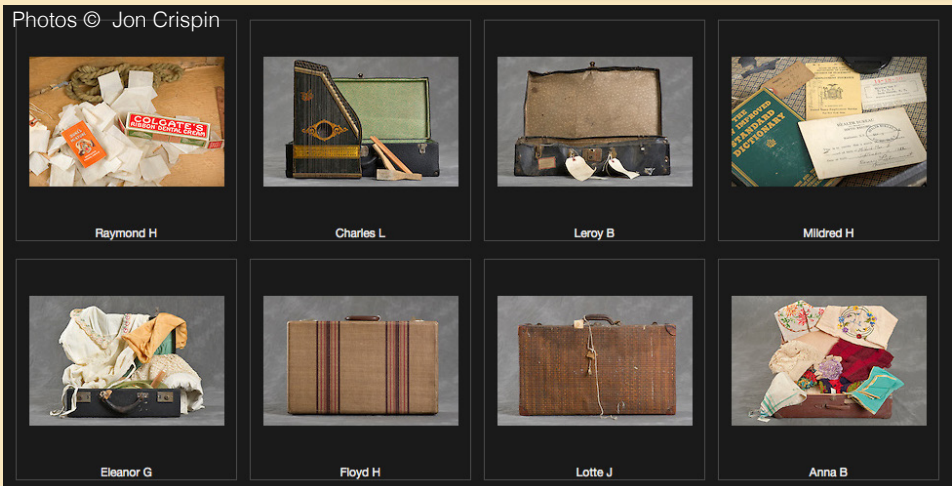 Photos © Jon Crispin
COLGATE'S
RIBBON DENTAL CREAM
THE
IMPROVED
STANDARD
DICTIONARY
Raymond H
Charles L
Leroy B
Mildred H
Eleanor G
Floyd H
Lotte J
Anna B